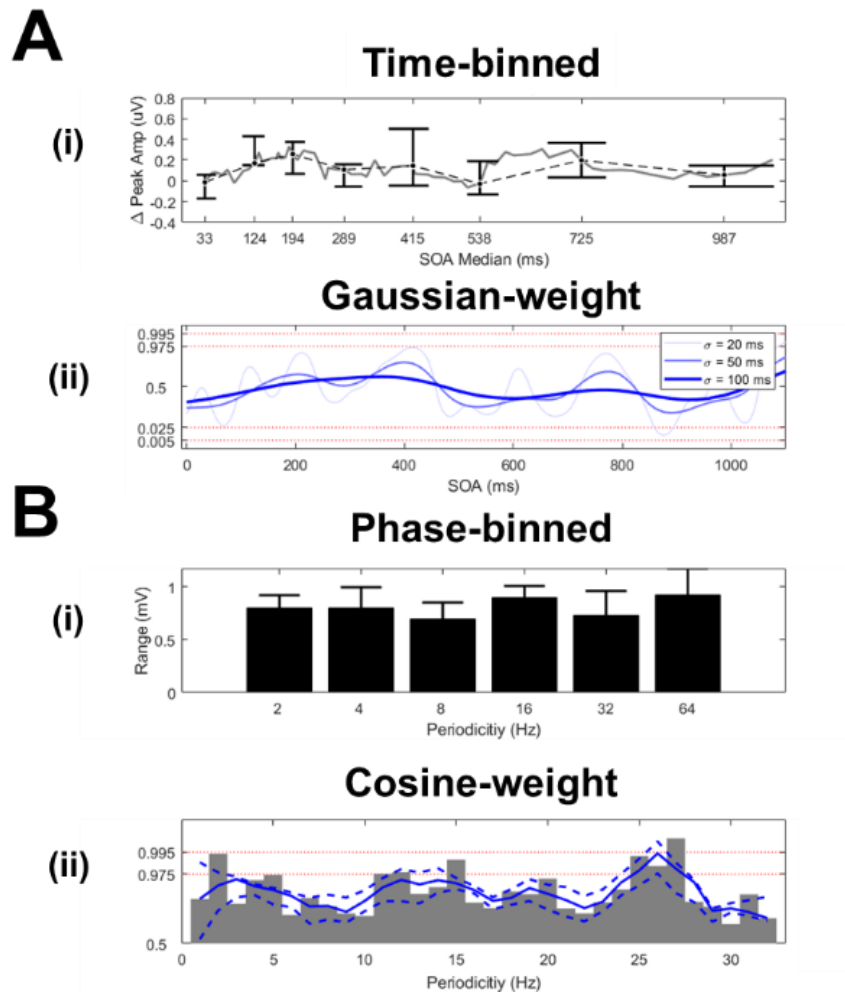 A
Time-binned
(i)
Δ Peak Amp (uV)
0.8
0.6
0.4
0.2
0
-0.2
-0.4
33 124 194 289 415 538 725 987
SOA Median (ms)
Gaussian-weight
(ii)
0.995
0.975
0.5
0.025
0.005
σ = 20 ms
σ = 50 ms
σ = 100 ms
0 200 400 600 800 1000
SOA (ms)
B
Phase-binned
(i)
Range (mV)
1
0.5
0
2 4 8 16 32 64
Periodicitiy (Hz)
Cosine-weight
(ii)
0.995
0.975
0.5
0 5 10 15 20 25 30
Periodicitiy (Hz)